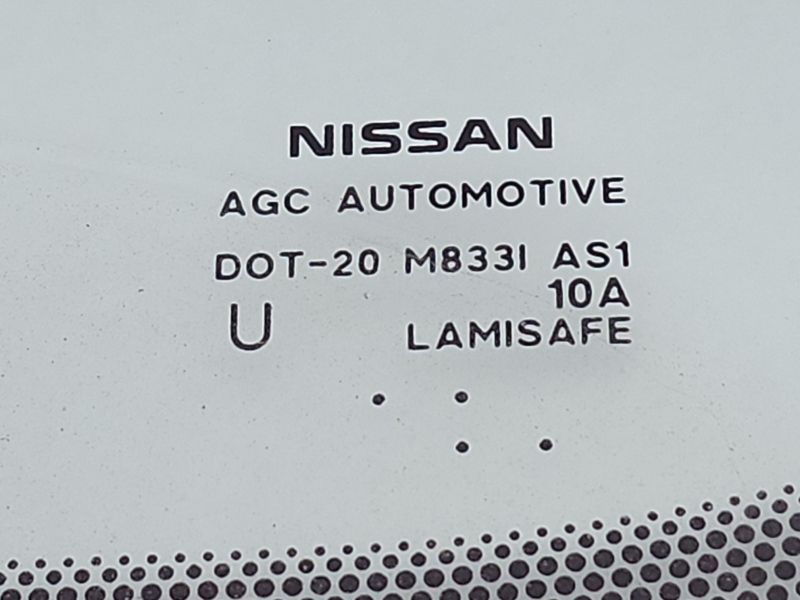 NISSAN
AGC AUTOMOTIVE
DOT-20 M833I AS1
10A
U LAMISAFE